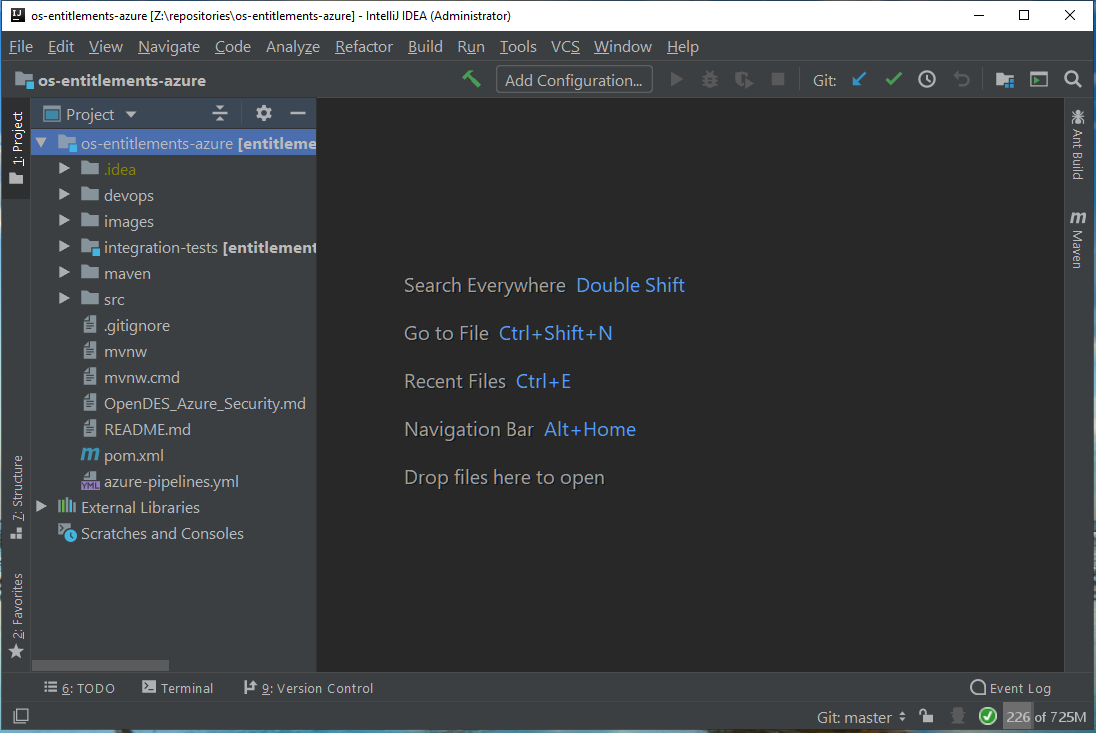 os-entitlements-azure [Z:\repositories\os-entitlements-azure] - IntelliJ IDEA (Administrator)
File Edit View Navigate Code Analyze Refactor Build Run Tools VCS Window Help
os-entitlements-azure
Add Configuration...
Git:
1: Project
Project
os-entitlements-azure [entitleme
.idea
devops
images
integration-tests [entitlement
maven
src
.gitignore
mvnw
mvnw.cmd
OpenDES_Azure_Security.md
README.md
pom.xml
azure-pipelines.yml
External Libraries
Scratches and Consoles
7: Structure
2: Favorites
Search Everywhere Double Shift
Go to File Ctrl+Shift+N
Recent Files Ctrl+E
Navigation Bar Alt+Home
Drop files here to open
Ant Build
Maven
6: TODO
Terminal
9: Version Control
Event Log
Git: master
226 of 725M